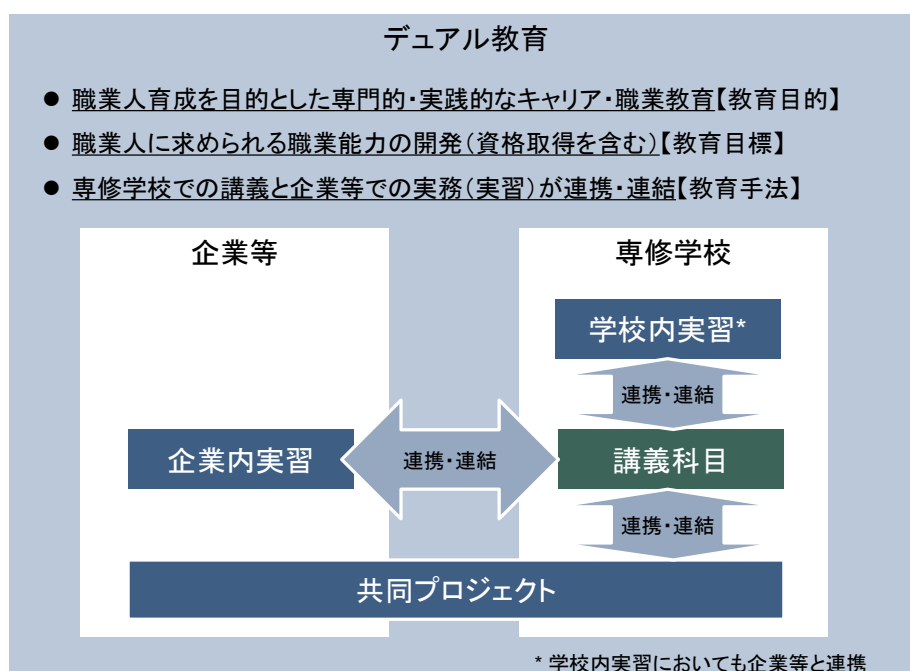 デュアル教育
● 職業人育成を目的とした専門的・実践的なキャリア・職業教育【教育目的】
● 職業人に求められる職業能力の開発(資格取得を含む)【教育目標】
● 専修学校での講義と企業等での実務(実習)が連携・連結【教育手法】
企業等
専修学校
学校内実習*
連携・連結
企業内実習
連携・連結
講義科目
連携・連結
共同プロジェクト
* 学校内実習においても企業等と連携